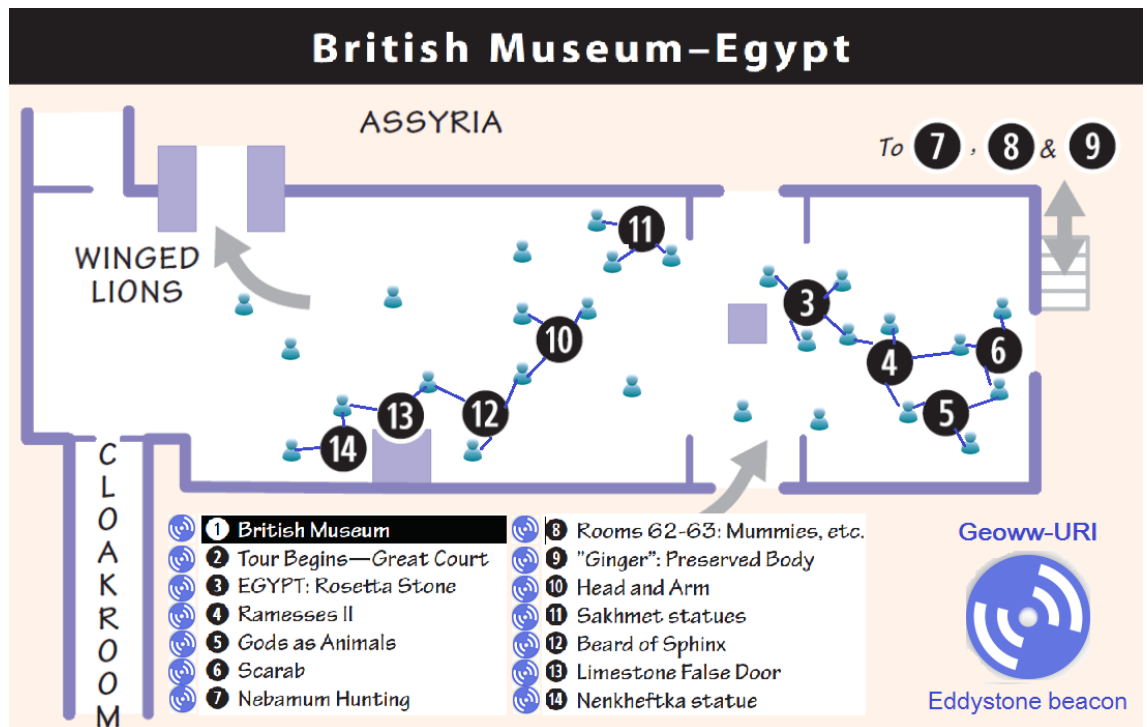 British Museum–Egypt
ASSYRIA
To 7, 8 & 9
WINGED
LIONS
11
3
10
4
6
13
12
5
14
CLOAKROOM
1 British Museum
2 Tour Begins—Great Court
3 EGYPT: Rosetta Stone
4 Ramesses II
5 Gods as Animals
6 Scarab
7 Nebamum Hunting
8 Rooms 62-63: Mummies, etc.
9 "Ginger": Preserved Body
10 Head and Arm
11 Sakhmet statues
12 Beard of Sphinx
13 Limestone False Door
14 Nenkheftka statue
Geoww-URI
Eddystone beacon